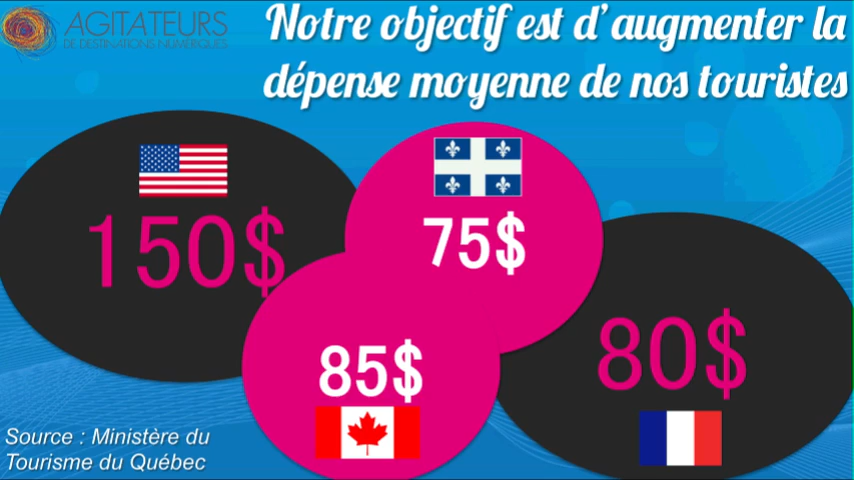 AGITATEURS
DE DESTINATIONS NUMÉRIQUES
Notre objectif est d'augmenter la
dépense moyenne de nos touristes
150$
75$
85$
80$
Source : Ministère du
Tourisme du Québec